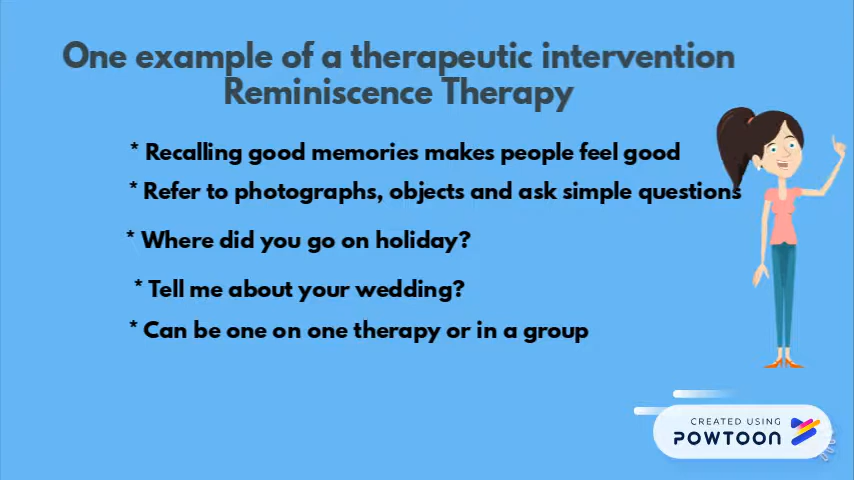 One example of a therapeutic intervention
Reminiscence Therapy
* Recalling good memories makes people feel good
* Refer to photographs, objects and ask simple questions
* Where did you go on holiday?
* Tell me about your wedding?
* Can be one on one therapy or in a group
CREATED USING
POWTOON